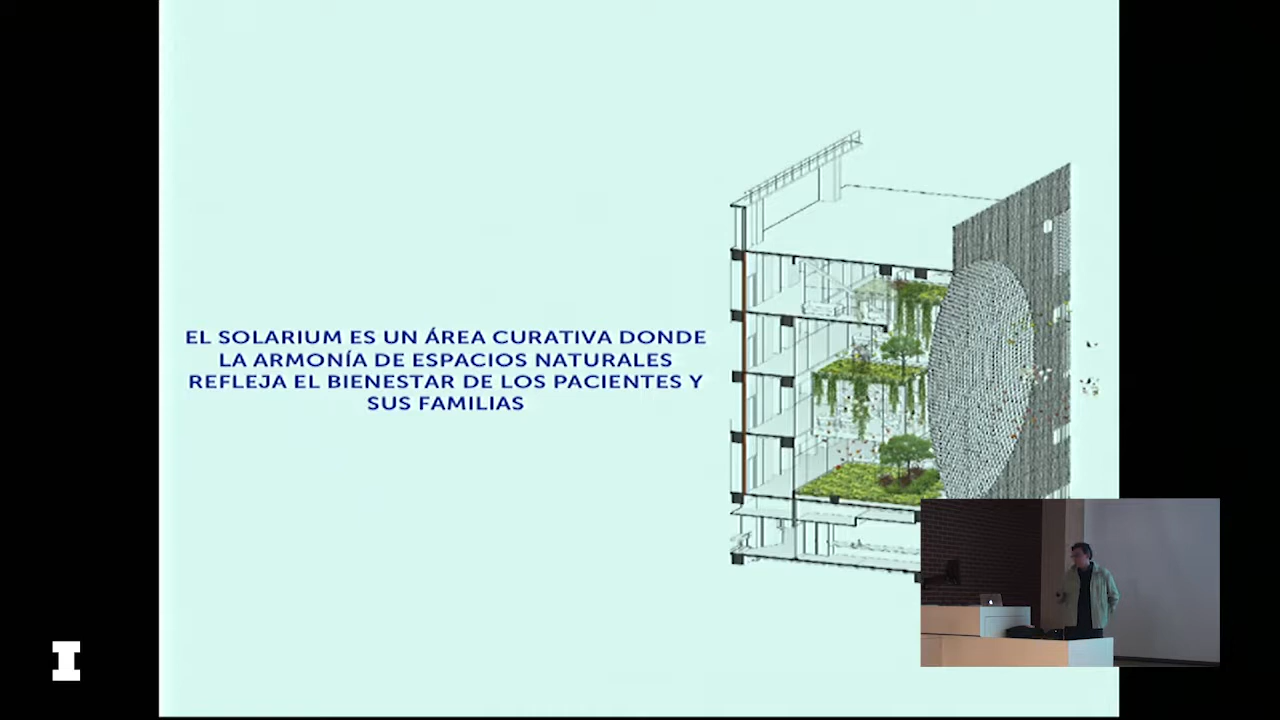 EL SOLARIUM ES UN ÁREA CURATIVA DONDE
LA ARMONÍA DE ESPACIOS NATURALES
REFLEJA EL BIENESTAR DE LOS PACIENTES Y
SUS FAMILIAS